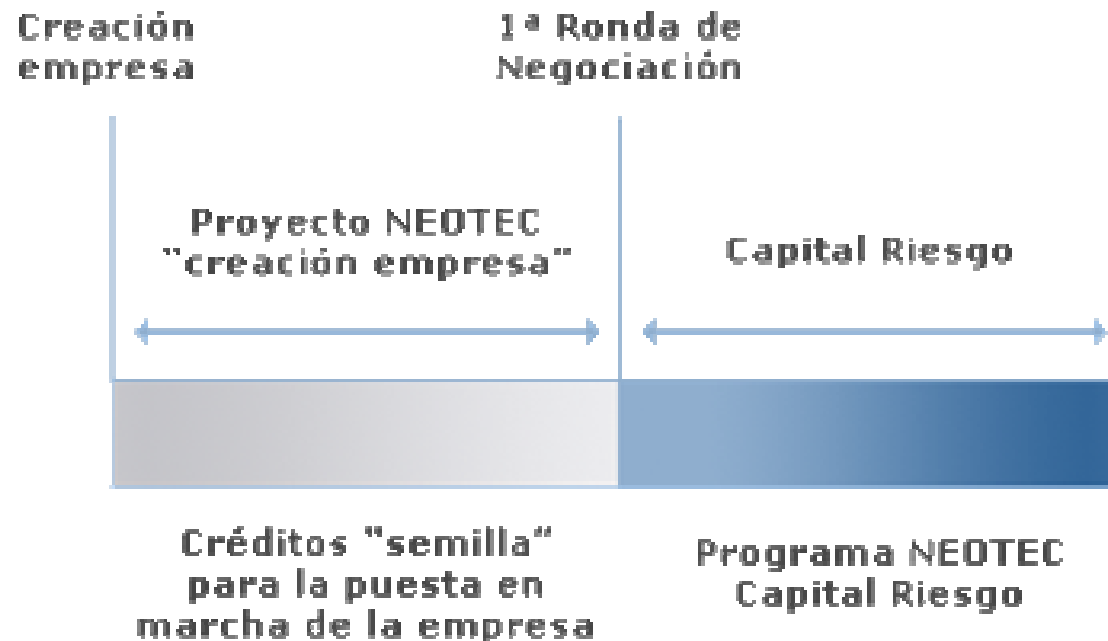 Creación
empresa
1ª Ronda de
Negociación
Proyecto NEOTEC
"creación empresa"
Capital Riesgo
Créditos "semilla"
para la puesta en
marcha de la empresa
Programa NEOTEC
Capital Riesgo